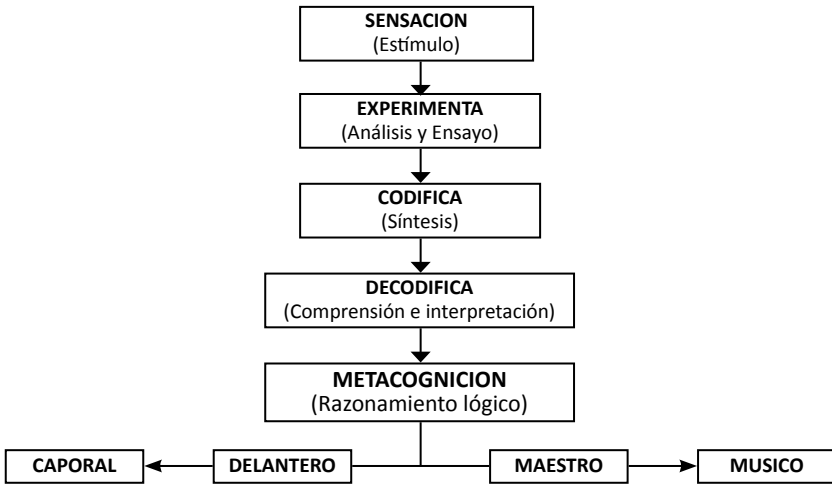 SENSACION
(Estímulo)
EXPERIMENTA
(Análisis y Ensayo)
CODIFICA
(Síntesis)
DECODIFICA
(Comprensión e interpretación)
METACOGNICION
(Razonamiento lógico)
CAPORAL
DELANTERO
MAESTRO
MUSICO